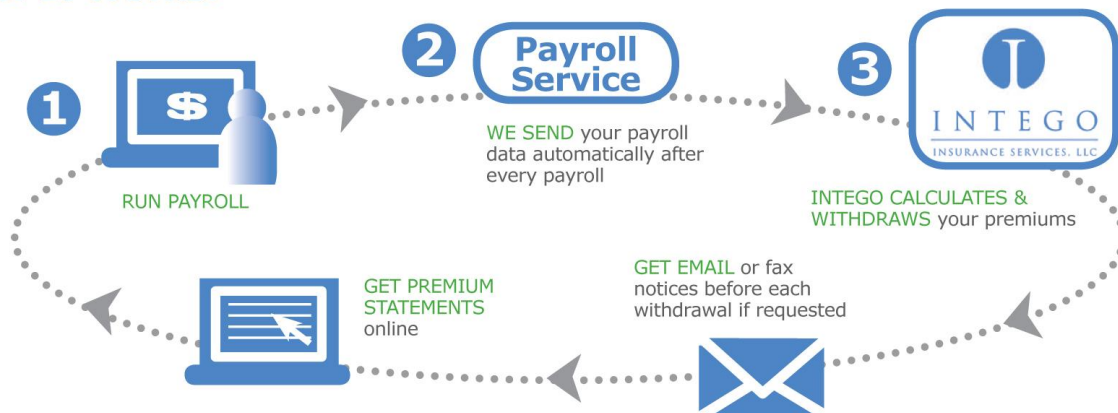 1
$
RUN PAYROLL
2
Payroll
Service
WE SEND your payroll
data automatically after
every payroll
3
INTEGO
INSURANCE SERVICES, LLC
INTEGO CALCULATES &
WITHDRAWS your premiums
GET EMAIL or fax
notices before each
withdrawal if requested
GET PREMIUM
STATEMENTS
online